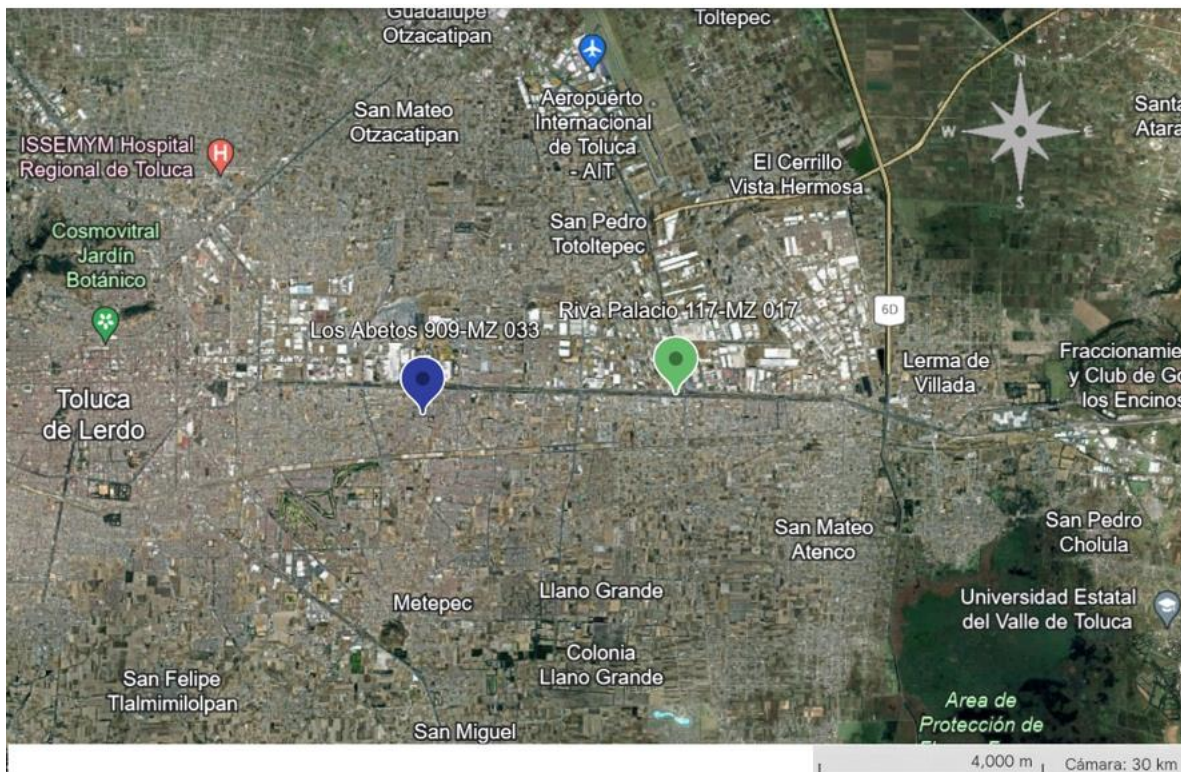 Guadalupe
Otzacatipan
Toltepec
San Mateo
Otzacatipan
Aeropuerto
Internacional
de Toluca
- AIT
N
W
E
S
Santa
Atara
ISSEMYM Hospital
Regional de Toluca
H
El Cerrillo
Vista Hermosa
Cosmovitral
Jardín
Botánico
San Pedro
Totoltepec
Los Abetos 909-MZ 033
Riva Palacio 117-MZ 017
6D
Lerma de
Villada
Fraccionamie
y Club de Go
los Encinos
Toluca
de Lerdo
San Mateo
Atenco
San Pedro
Cholula
Metepec
Llano Grande
Universidad Estatal
del Valle de Toluca
Colonia
Llano Grande
San Felipe
Tlalmimilolpan
San Miguel
Area de
Protección de
4,000 m
Cámara: 30 km